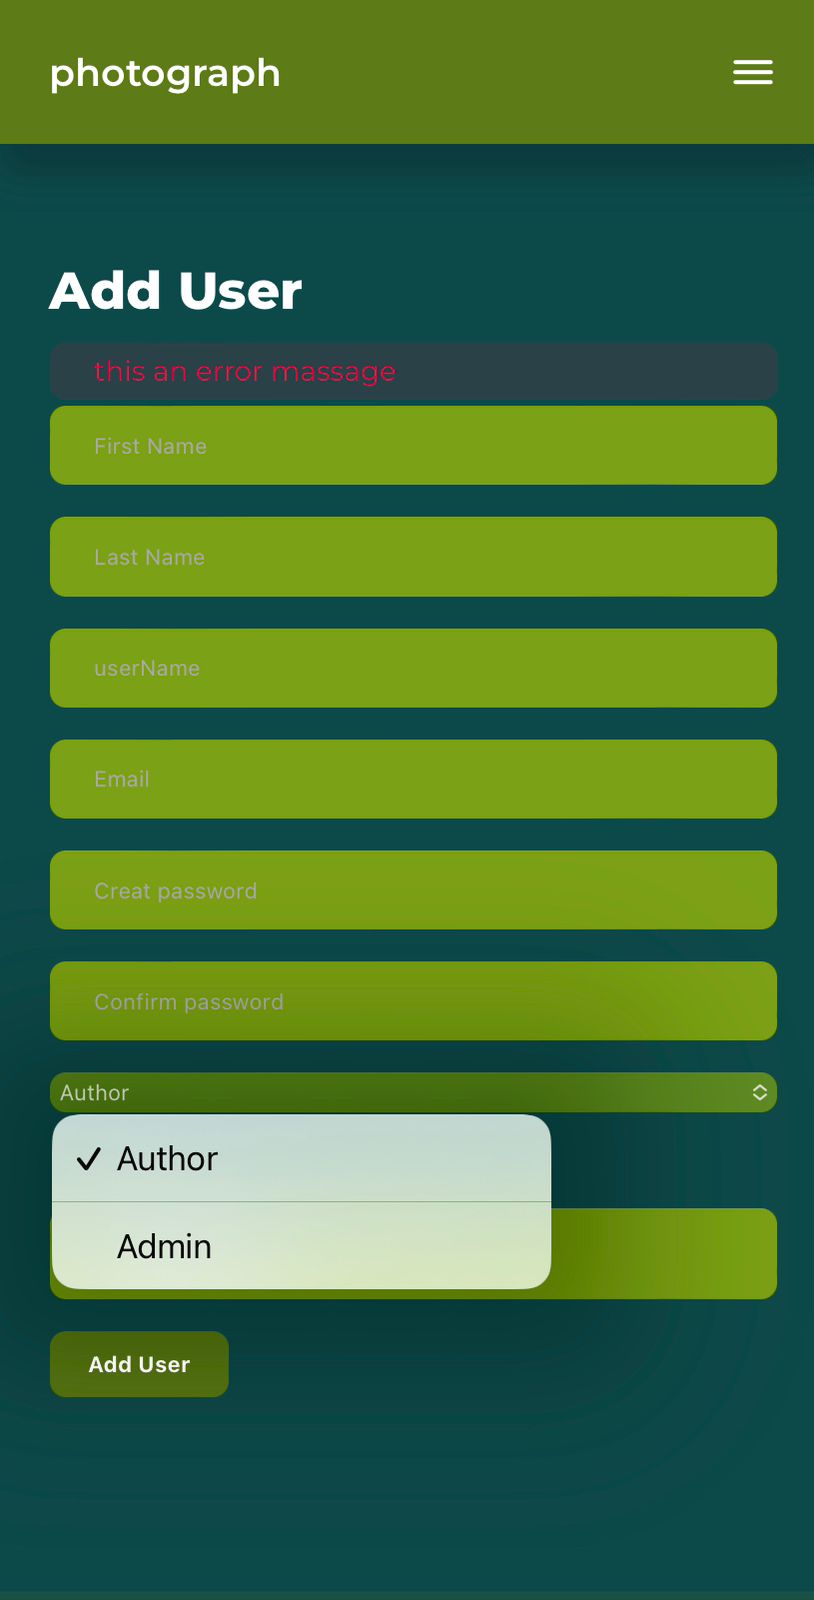 photograph
Add User
this an error massage
First Name
Last Name
userName
Email
Creat password
Confirm password
Author
Author
Admin
Add User